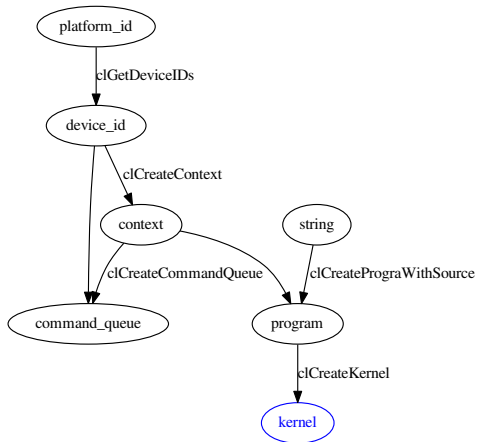 platform_id
clGetDeviceIDs
device_id
clCreateContext
context
string
clCreateCommandQueue
clCreatePrograWithSource
command_queue
program
clCreateKernel
kernel